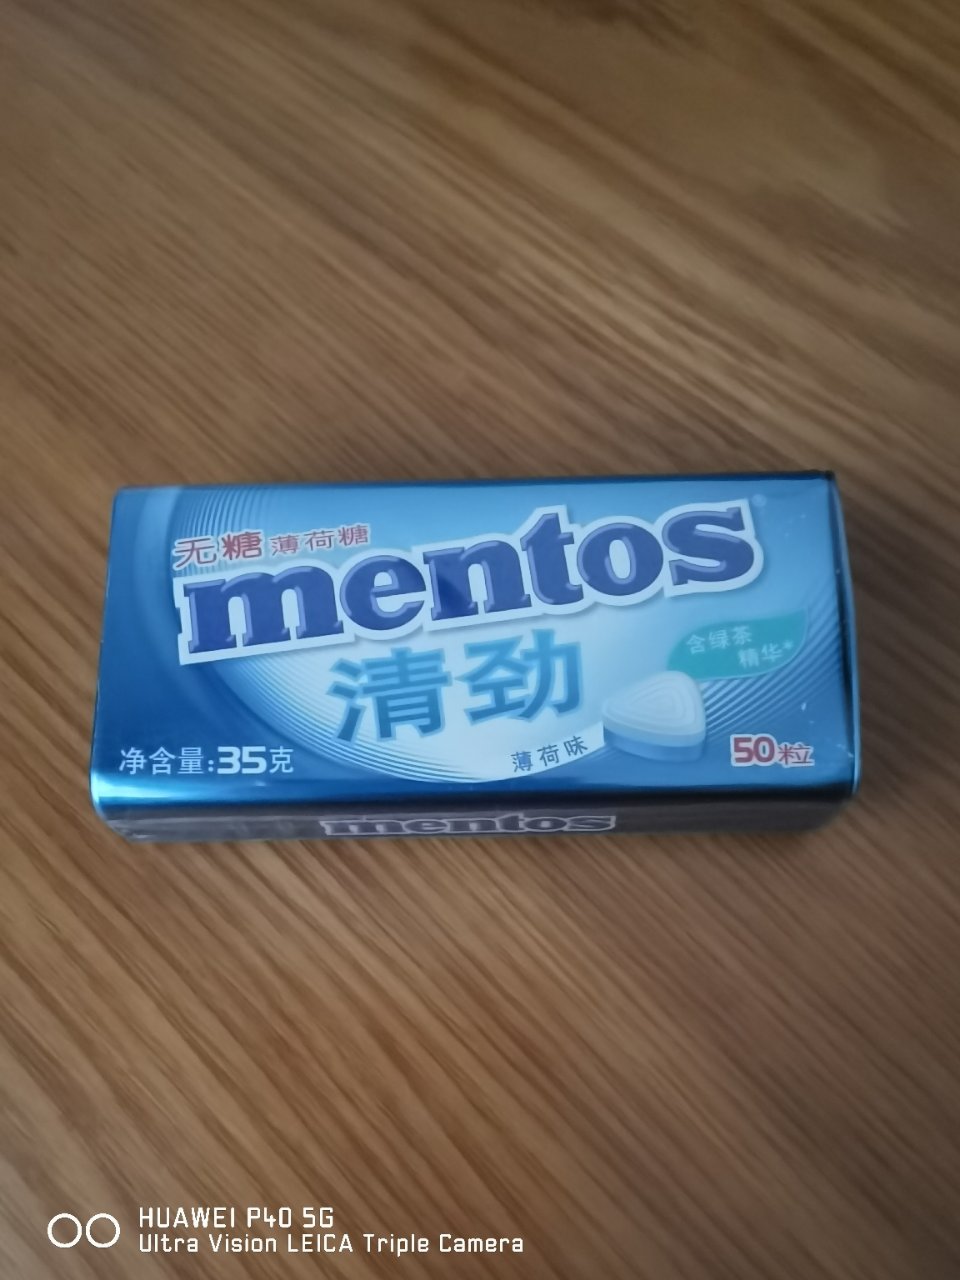 无糖薄荷糖
mentos®
清劲
含绿茶
精华*
薄荷味
净含量:35克
50粒
mentos
HUAWEI P40 5G
Ultra Vision LEICA Triple Camera